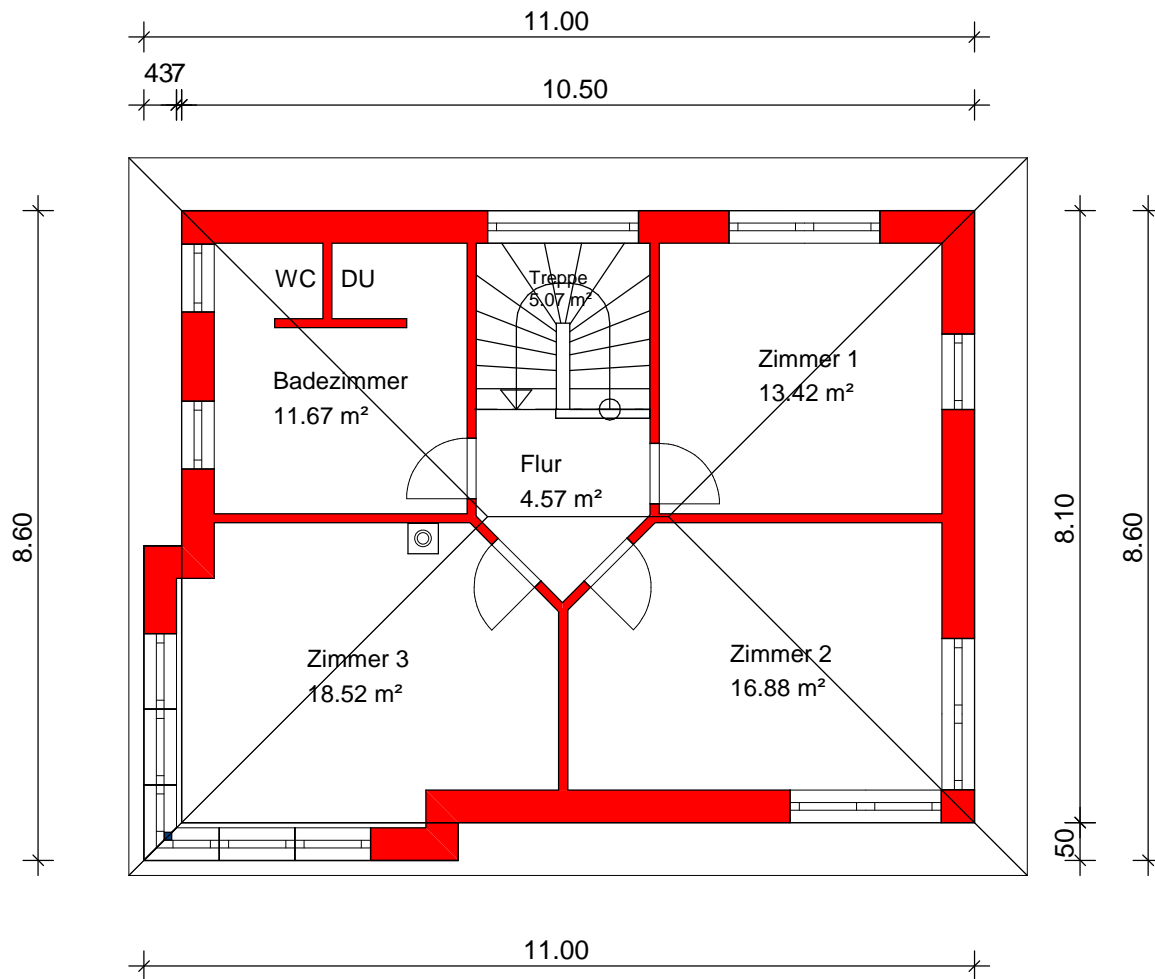 11.00
43
7
10.50
WC
DU
Treppe
5.07 m²
Zimmer 1
13.42 m²
Badezimmer
11.67 m²
Flur
4.57 m²
8.60
8.10
8.60
Zimmer 3
18.52 m²
Zimmer 2
16.88 m²
50
11.00